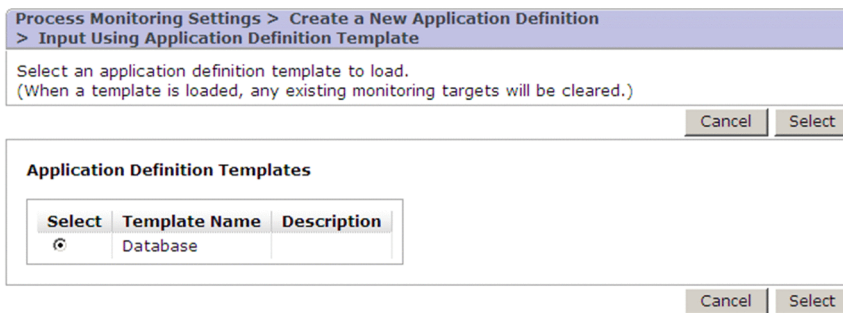 Process Monitoring Settings > Create a New Application Definition
> Input Using Application Definition Template
Select an application definition template to load.
(When a template is loaded, any existing monitoring targets will be cleared.)
Cancel Select
Application Definition Templates
Select Template Name Description
Database
Cancel Select